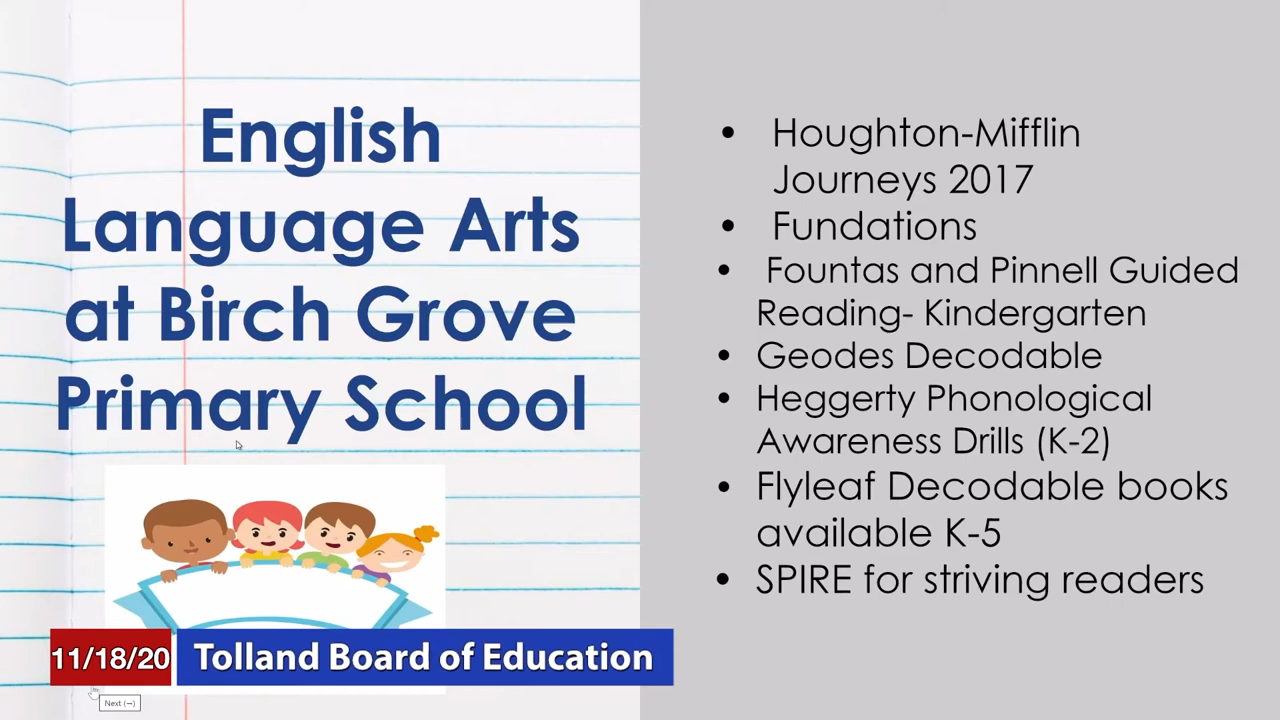 English
Language Arts
at Birch Grove
Primary School
• Houghton-Mifflin
Journeys 2017
• Fundations
• Fountas and Pinnell Guided
Reading- Kindergarten
• Geodes Decodable
• Heggerty Phonological
Awareness Drills (K-2)
• Flyleaf Decodable books
available K-5
• SPIRE for striving readers
11/18/20 Tolland Board of Education
Next (→)